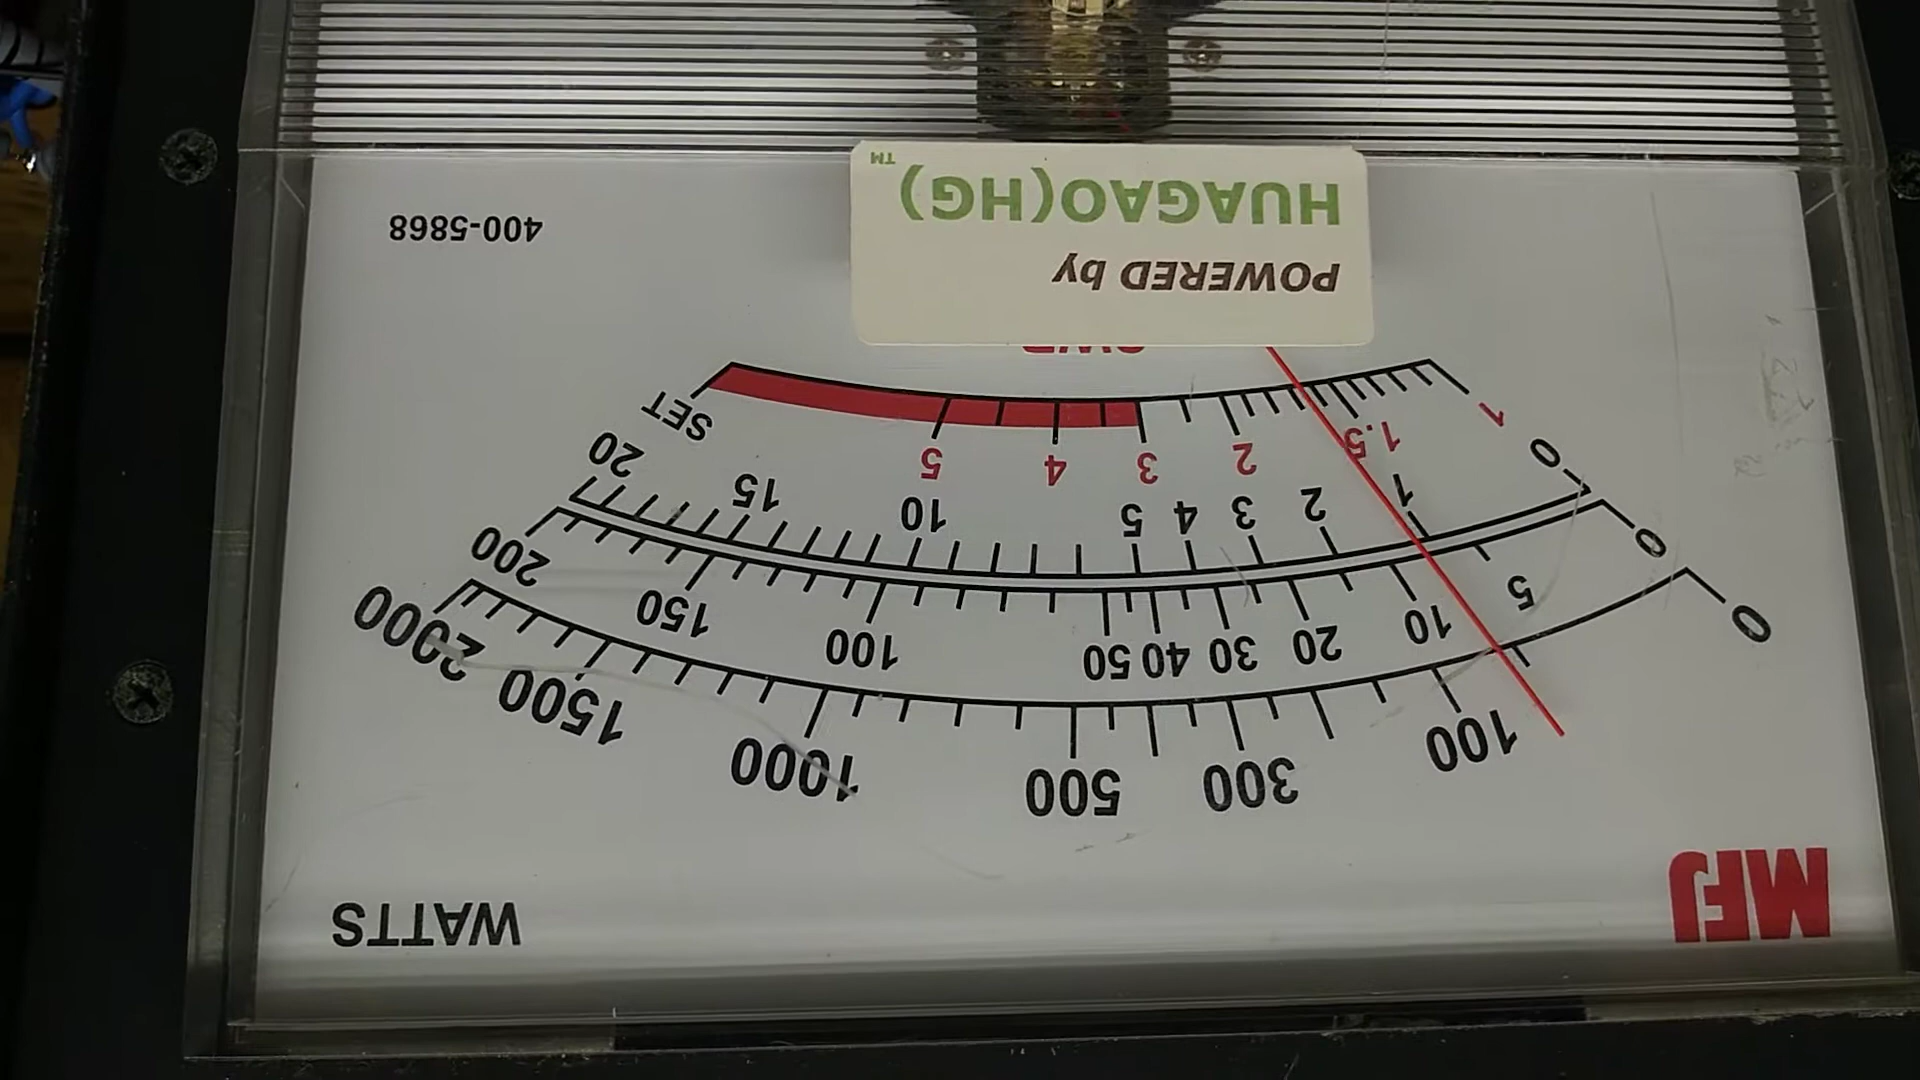 MFJ
WATTS
0 100 300 500 1000 1500 2000
0 5 10 20 30 40 50 100 150 200
0 1 2 3 4 5 10 15 20
1 1.5 2 3 4 5 SET
SWR
POWERED by
HUAGAO(HG)™
400-5868